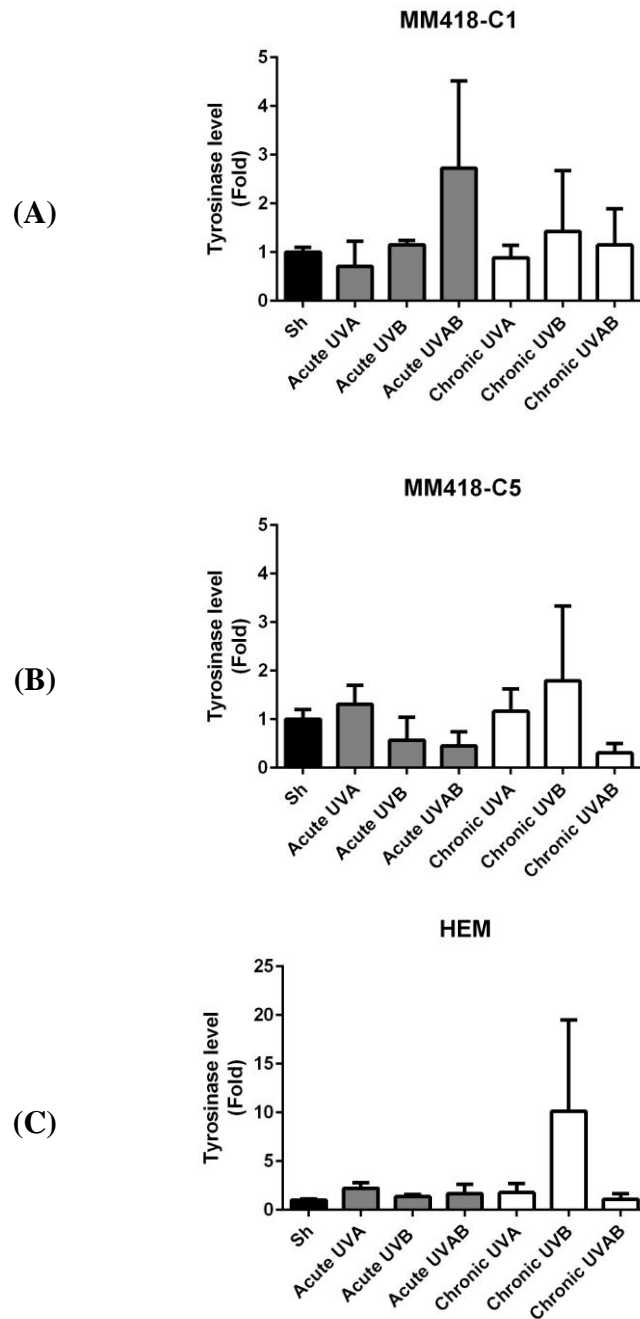 MM418-C1
(A)
Tyrosinase level
(Fold)
5
4
3
2
1
0
Sh
Acute UVA
Acute UVB
Acute UVAB
Chronic UVA
Chronic UVB
Chronic UVAB
MM418-C5
(B)
Tyrosinase level
(Fold)
5
4
3
2
1
0
Sh
Acute UVA
Acute UVB
Acute UVAB
Chronic UVA
Chronic UVB
Chronic UVAB
HEM
(C)
Tyrosinase level
(Fold)
25
20
15
10
5
0
Sh
Acute UVA
Acute UVB
Acute UVAB
Chronic UVA
Chronic UVB
Chronic UVAB